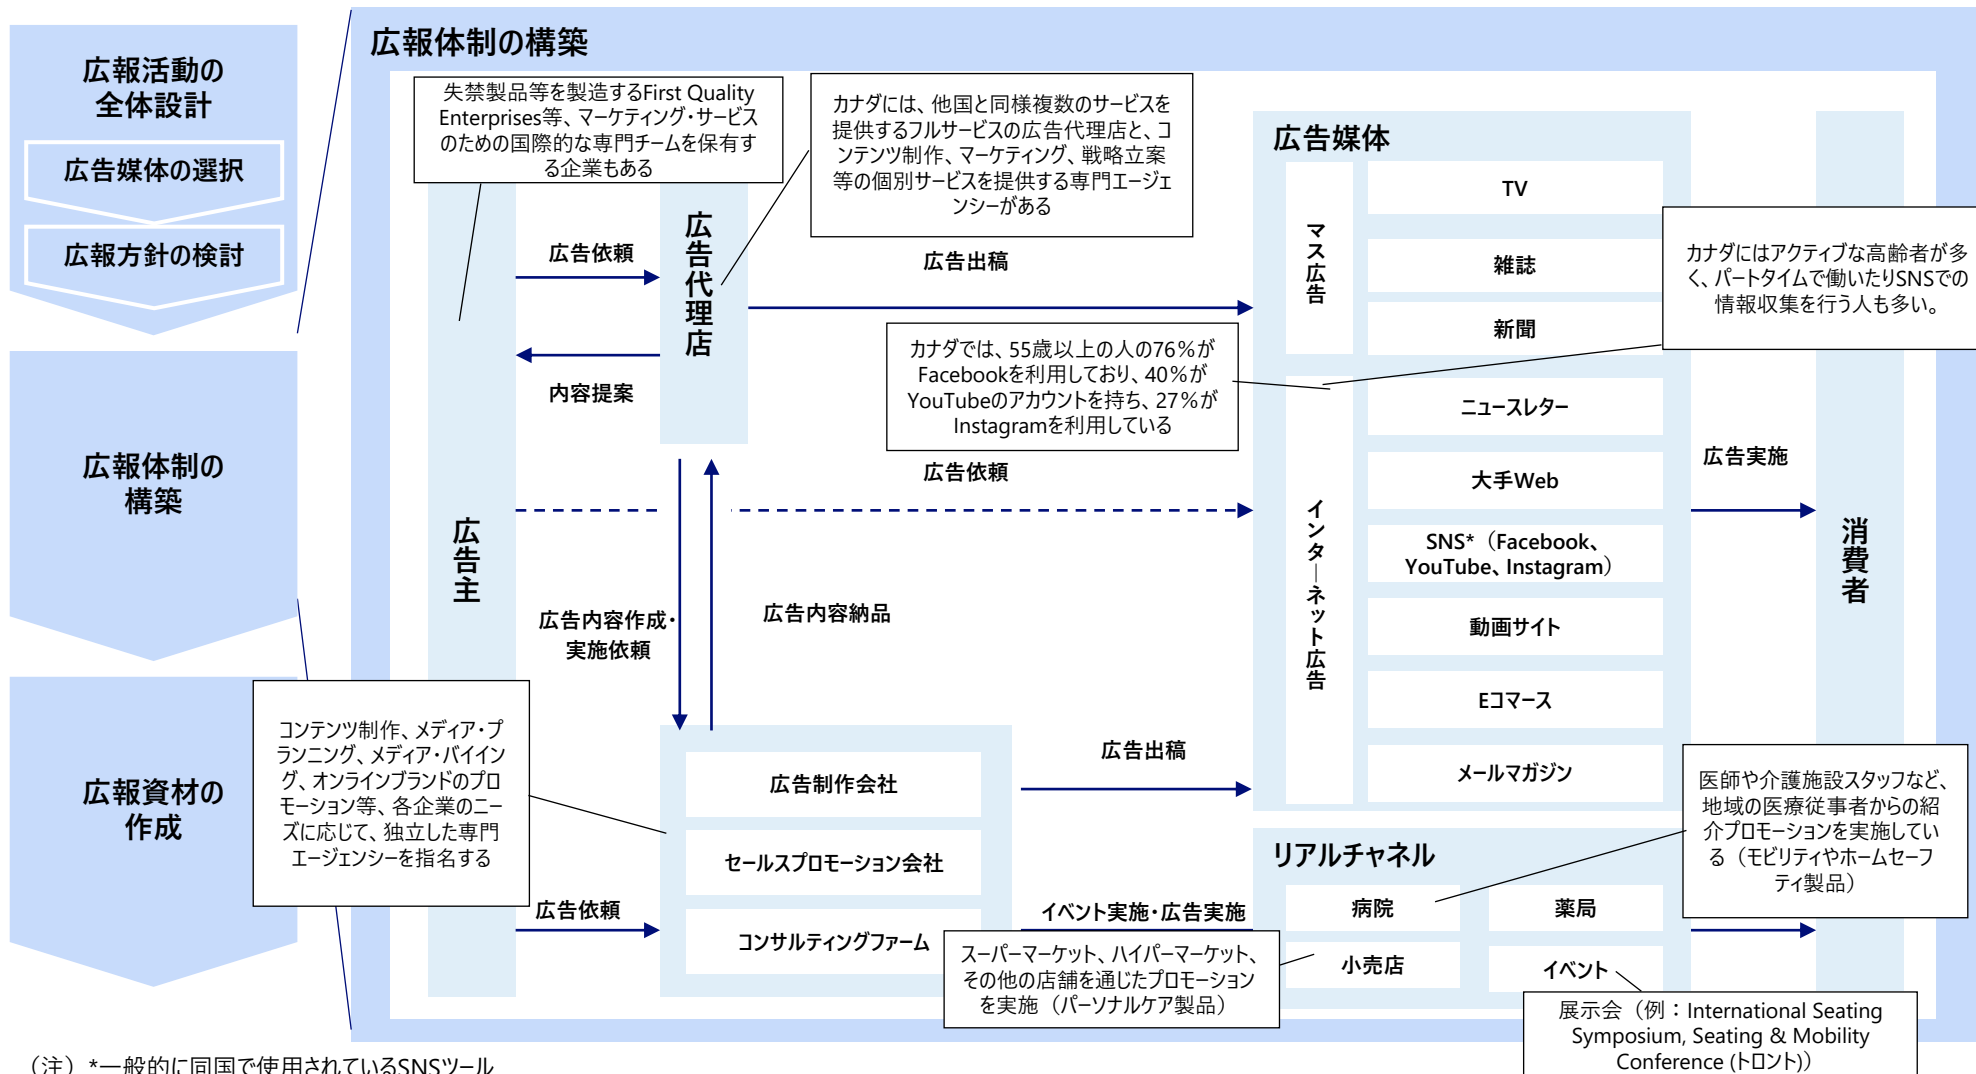 広報活動の
全体設計
広告媒体の選択
広報方針の検討
広報体制の
構築
広報資材の
作成
広報体制の構築
失禁製品等を製造するFirst Quality
Enterprises等、マーケティング・サービス
のための国際的な専門チームを保有す
る企業もある
カナダには、他国と同様複数のサービスを
提供するフルサービスの広告代理店と、コ
ンテンツ制作、マーケティング、戦略立案
等の個別サービスを提供する専門エージェ
ンシーがある
広告主
広告依頼
内容提案
広告代理店
広告出稿
カナダでは、55歳以上の人の76%が
Facebookを利用しており、40%が
YouTubeのアカウントを持ち、27%が
Instagramを利用している
広告依頼
広告内容作成・
実施依頼
広告内容納品
コンテンツ制作、メディア・プ
ランニング、メディア・バイイン
グ、オンラインブランドのプロ
モーション等、各企業のニー
ズに応じて、独立した専門
エージェンシーを指名する
広告依頼
広告制作会社
セールスプロモーション会社
コンサルティングファーム
広告出稿
イベント実施・広告実施
スーパーマーケット、ハイパーマーケット、
その他の店舗を通じたプロモーション
を実施（パーソナルケア製品）
広告媒体
マス広告
TV
雑誌
新聞
カナダにはアクティブな高齢者が多
く、パートタイムで働いたりSNSでの
情報収集を行う人も多い。
インターネット広告
ニュースレター
大手Web
SNS*（Facebook、
YouTube、Instagram）
動画サイト
Eコマース
メールマガジン
広告実施
消費者
リアルチャネル
病院
薬局
小売店
イベント
医師や介護施設スタッフなど、
地域の医療従事者からの紹
介プロモーションを実施してい
る（モビリティやホームセーフ
ティ製品）
展示会（例：International Seating
Symposium, Seating & Mobility
Conference (トロント)）
（注）*一般的に同国で使用されているSNSツール